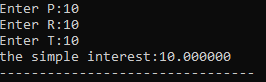 Enter P:10
Enter R:10
Enter T:10
the simple interest:10.000000
--------------------------------